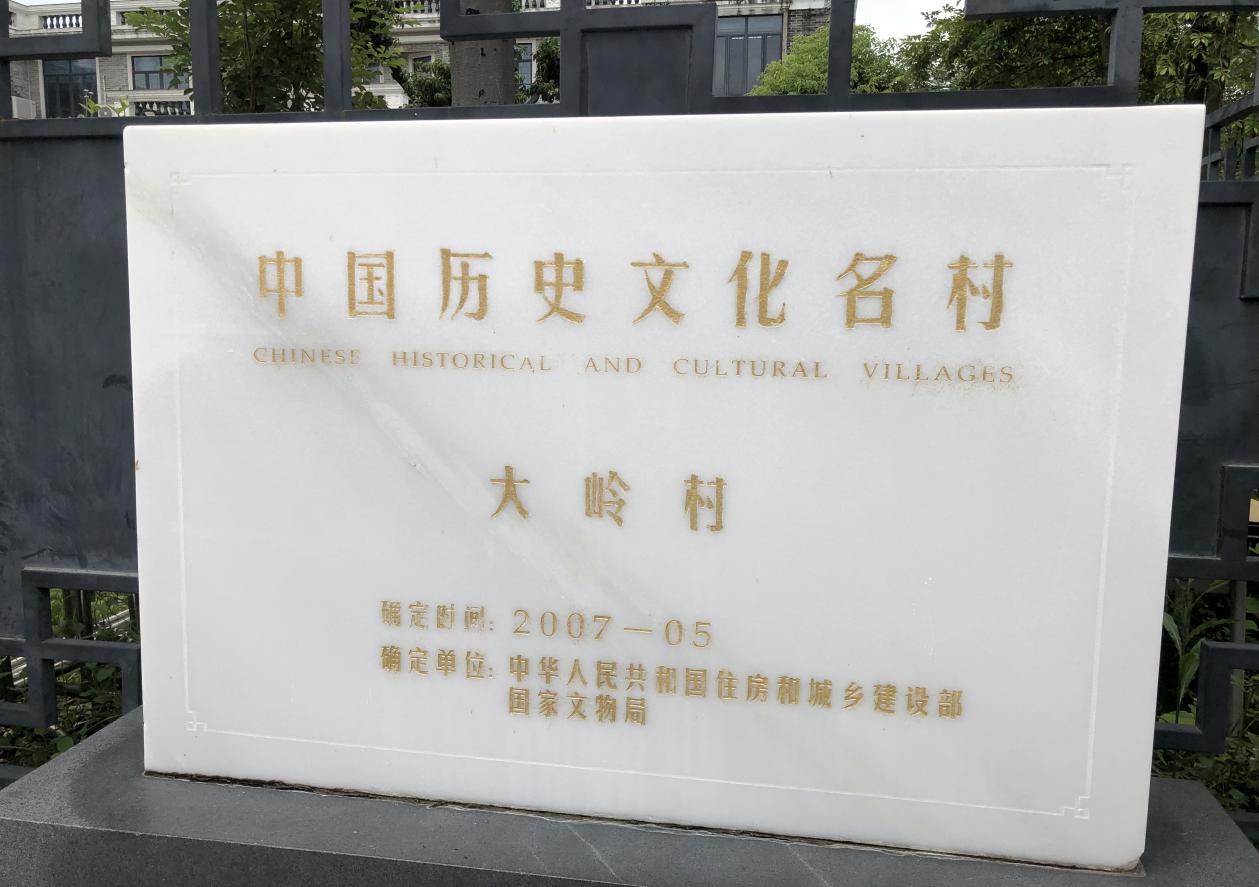 中国历史文化名村
CHINESE HISTORICAL AND CULTURAL VILLAGES
大岭村
确定时间: 2007—05
确定单位: 中华人民共和国住房和城乡建设部
国家文物局